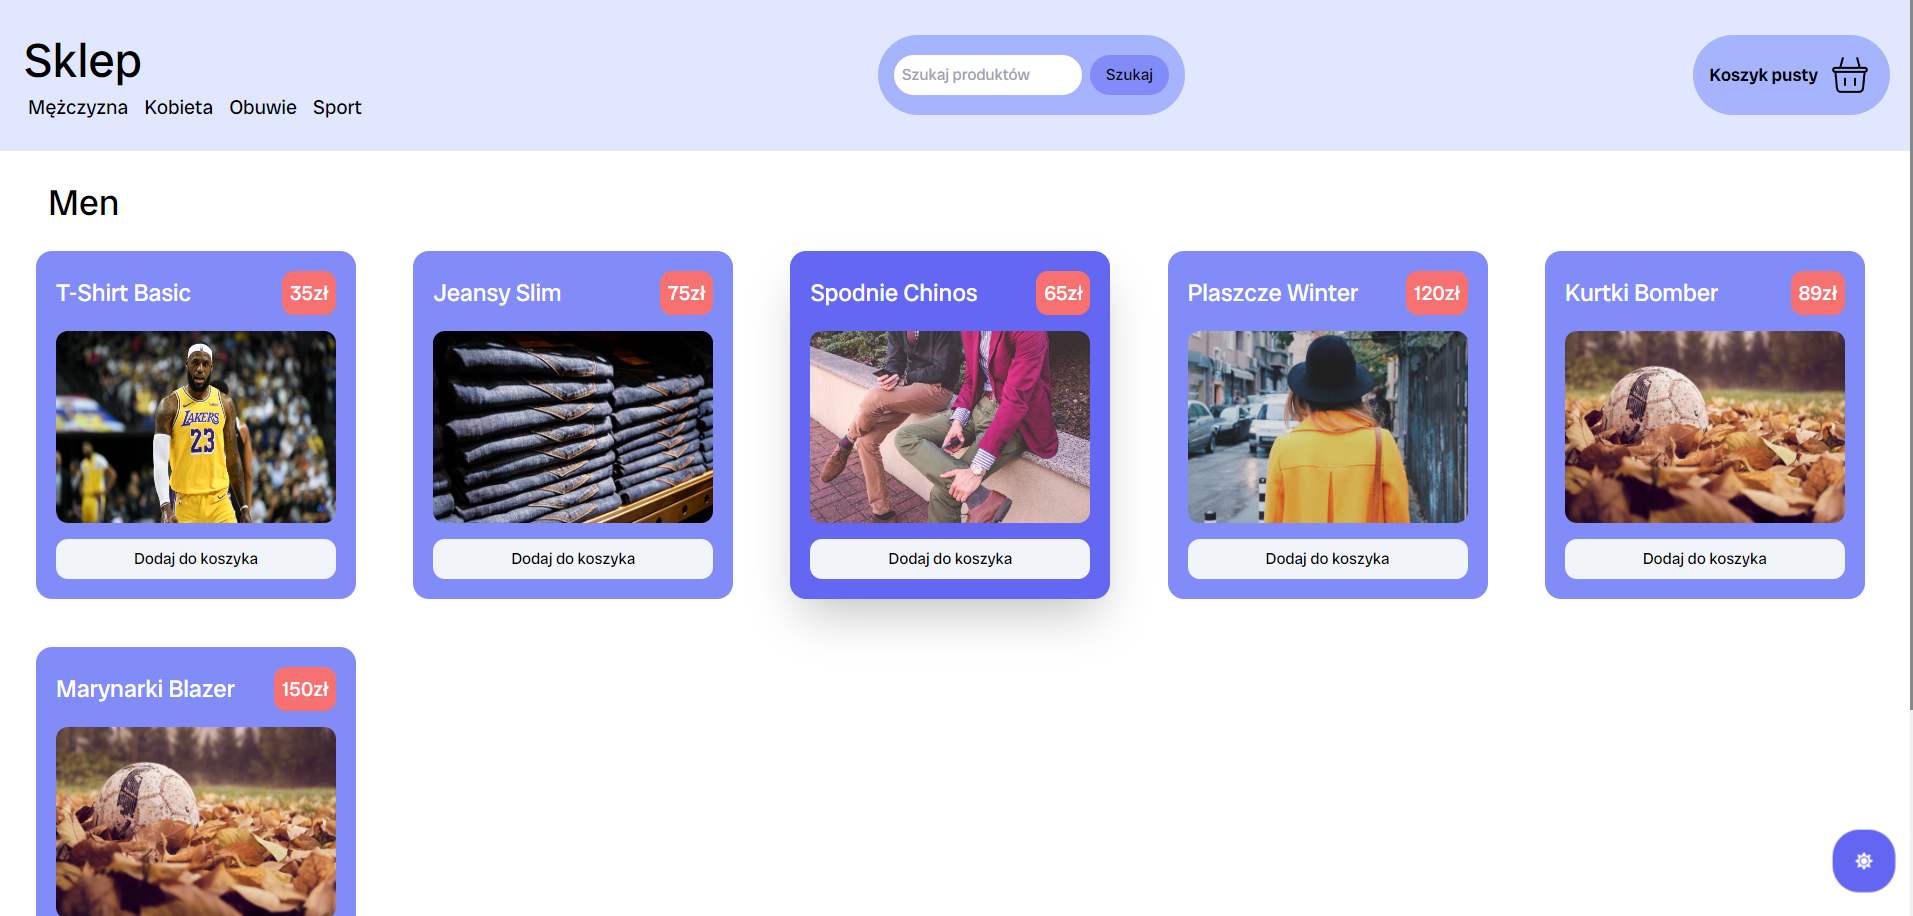 Sklep
Mężczyzna Kobieta Obuwie Sport
Szukaj produktów
Szukaj
Koszyk pusty
Men
T-Shirt Basic
35zł
LAKERS
23
Dodaj do koszyka
Jeansy Slim
75zł
Dodaj do koszyka
Spodnie Chinos
65zł
Dodaj do koszyka
Plaszcze Winter
120zł
Dodaj do koszyka
Kurtki Bomber
89zł
Dodaj do koszyka
Marynarki Blazer
150zł